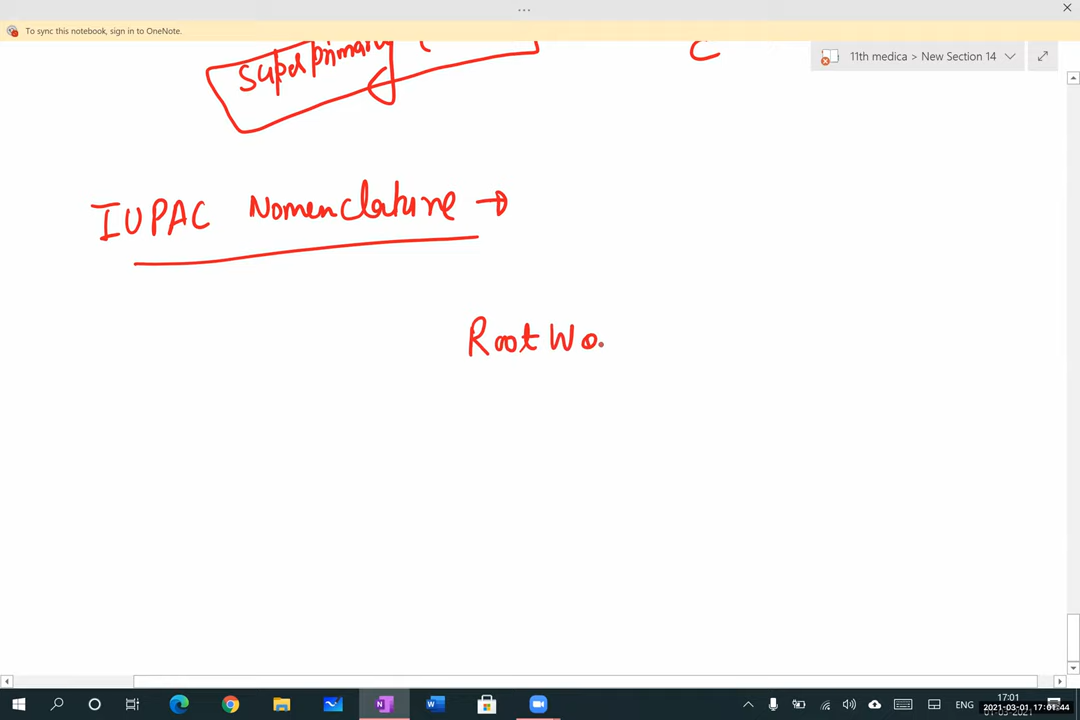 To sync this notebook, sign in to OneNote.
11th medica > New Section 14
Superprimary (
C
IUPAC Nomenclature →
Root Wo
ENG
17:01
2021-03-01 17:01:44